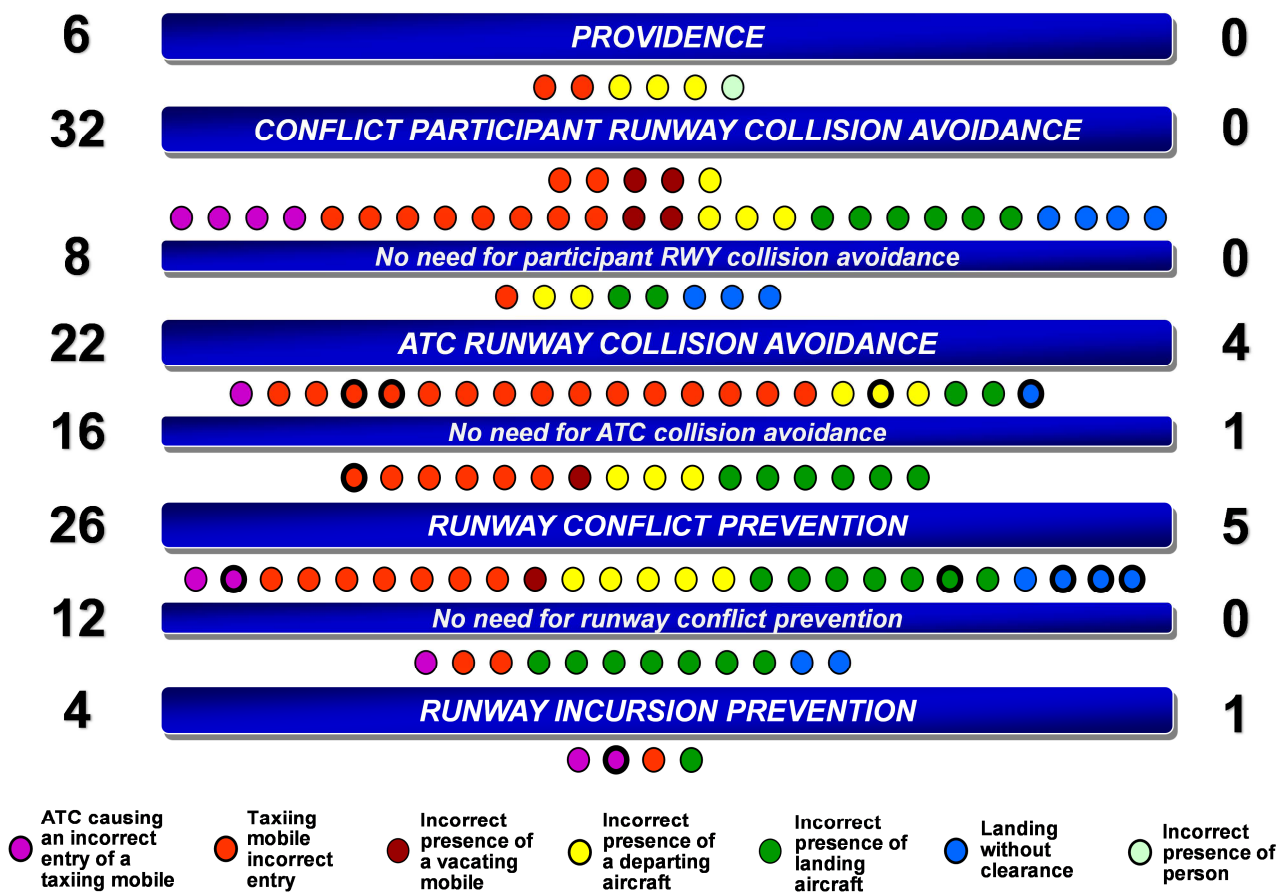 6 PROVIDENCE 0
32 CONFLICT PARTICIPANT RUNWAY COLLISION AVOIDANCE 0
8 No need for participant RWY collision avoidance 0
22 ATC RUNWAY COLLISION AVOIDANCE 4
16 No need for ATC collision avoidance 1
26 RUNWAY CONFLICT PREVENTION 5
12 No need for runway conflict prevention 0
4 RUNWAY INCURSION PREVENTION 1
ATC causing
an incorrect
entry of a
taxiing mobile
Taxiing
mobile
incorrect
entry
Incorrect
presence of
a vacating
mobile
Incorrect
presence of
a departing
aircraft
Incorrect
presence of
landing
aircraft
Landing
without
clearance
Incorrect
presence of
person